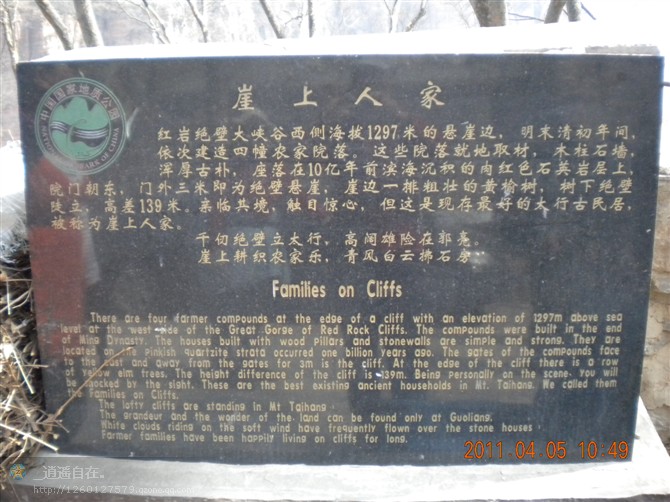 崖上人家
红岩绝壁大峡谷西侧海拔1297米的悬崖边，明末清初年间，
依次建造四幢农家院落。这些院落就地取材，木柱石墙，
浑厚古朴，座落在10亿年前滨海沉积的肉红色石英岩层上，
院门朝东，门外三米即为绝壁悬崖，崖边一排粗壮的黄榆树，树下绝壁
陡立，高差139米。亲临其境，触目惊心，但这是现存最好的太行古民居，
被称为崖上人家。
千旬绝壁立太行，高阔雄险在郭亮。
崖上耕织农家乐，青风白云拂石房。
Families on Cliffs
There are four farmer compounds at the edge of a cliff with an elevation of 1297m above sea
level at the west side of the Great Gorge of Red Rock Cliffs. The compounds were built in the end
of Ming Dynasty. The houses built with wood Pillars and stonewalls are simple and strong. They are
located on the Pinkish quartzite strata occurred one billion years ago. The gates of the compounds face
to the east and away from the gates for 3m is the cliff. At the edge of the cliff there is a row
of yellow elm trees. The height difference of the cliff is 139m. Being Personally on the scene, you will
be shocked by the sight. These are the best existing ancient households in Mt. Taihang. We called them
the Families on Cliffs.
The lofty cliffs are standing in Mt Taihang
The grandeur and the wonder of the land can be found only at Guoliang.
White clouds riding on the soft wind have frequently flown over the stone houses
Farmer families have been happily living on cliffs for long.
2011.04.05 10:49
逍遥自在。